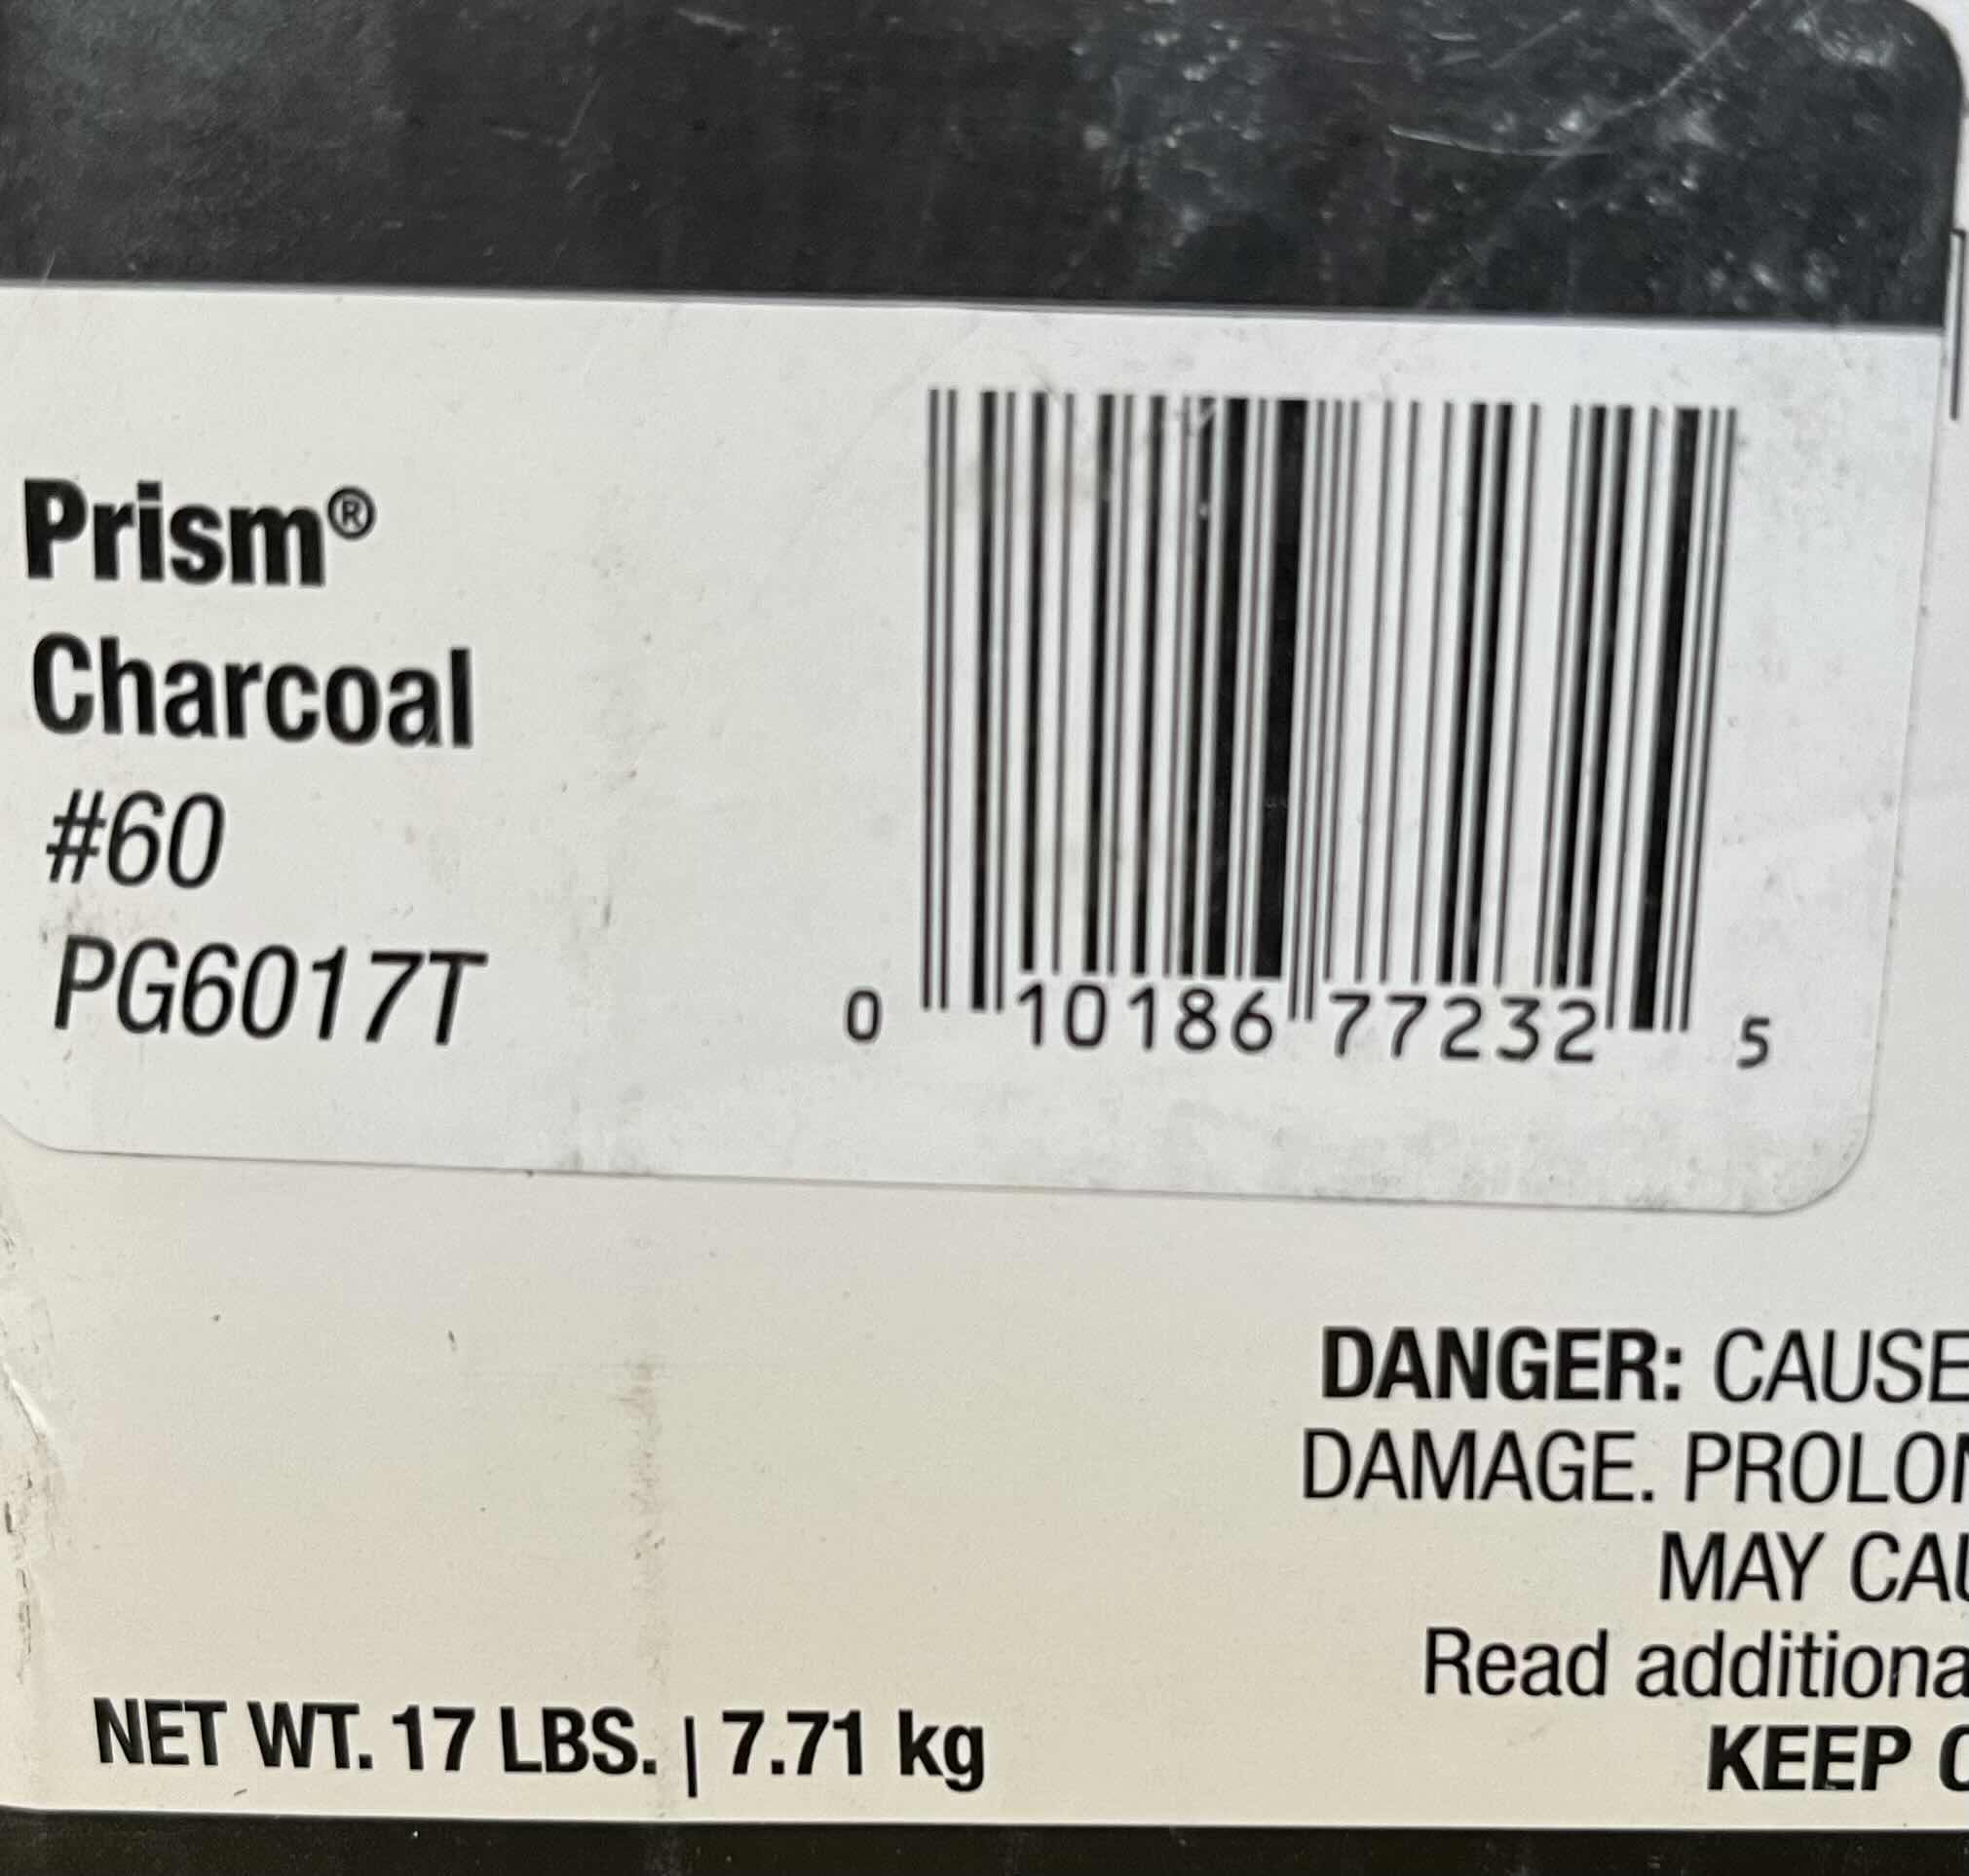 Prism®
Charcoal
#60
PG6017T
0 10186 77232 5
DANGER: CAUSE
DAMAGE. PROLON
MAY CAU
Read additiona
KEEP
NET WT. 17 LBS. | 7.71 kg